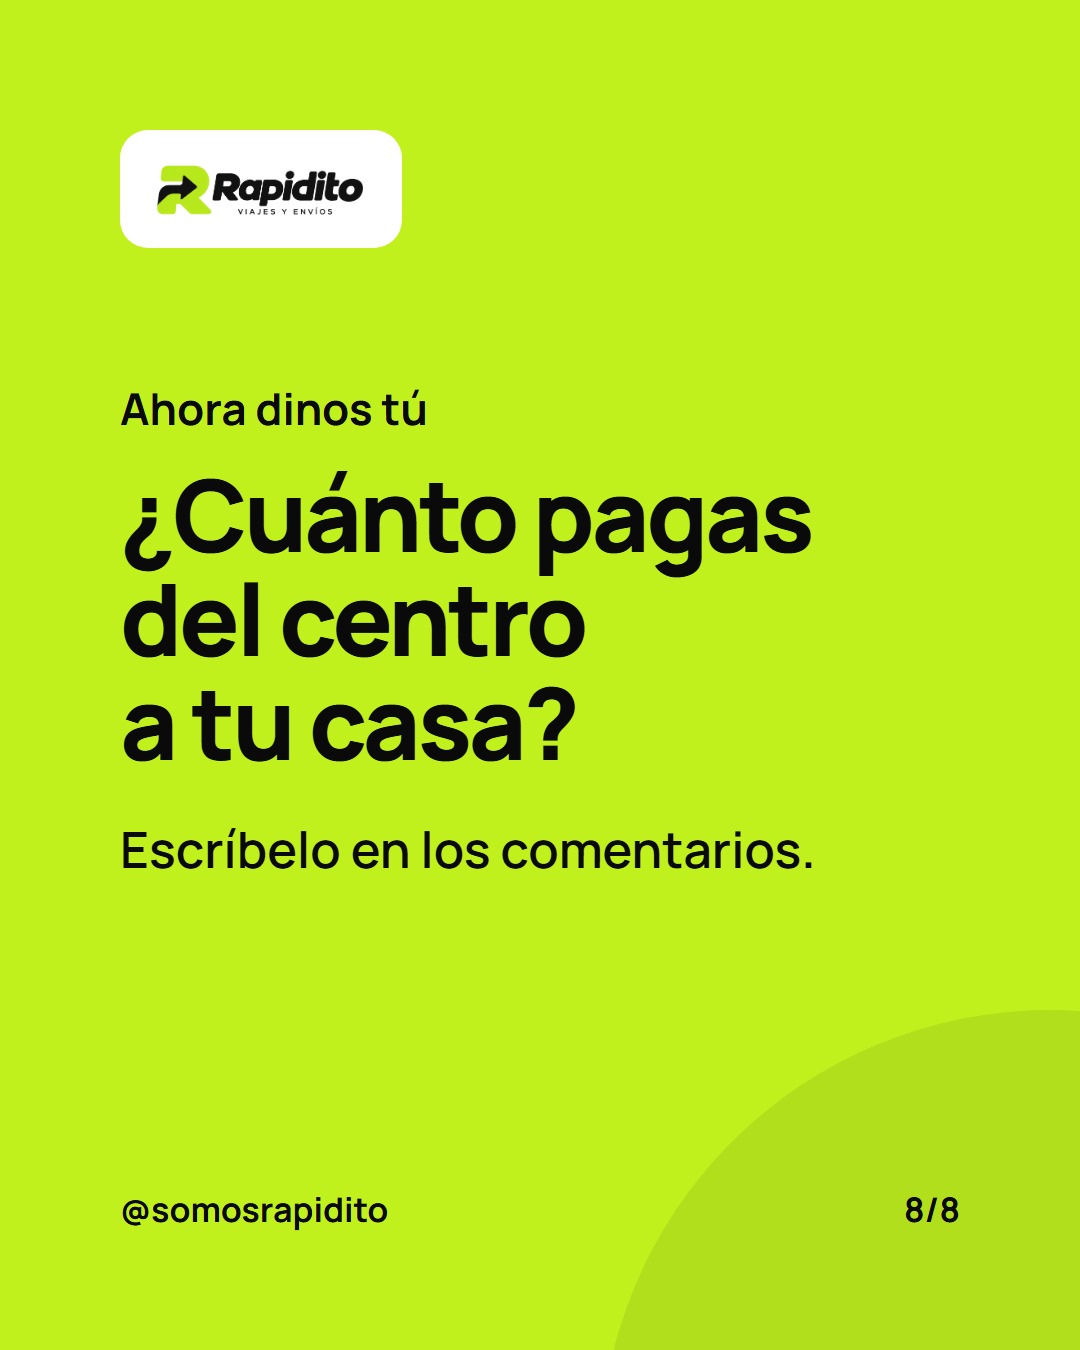 Rapidito
VIAJES Y ENVÍOS
Ahora dinos tú
¿Cuánto pagas
del centro
a tu casa?
Escríbelo en los comentarios.
@somosrapidito
8/8